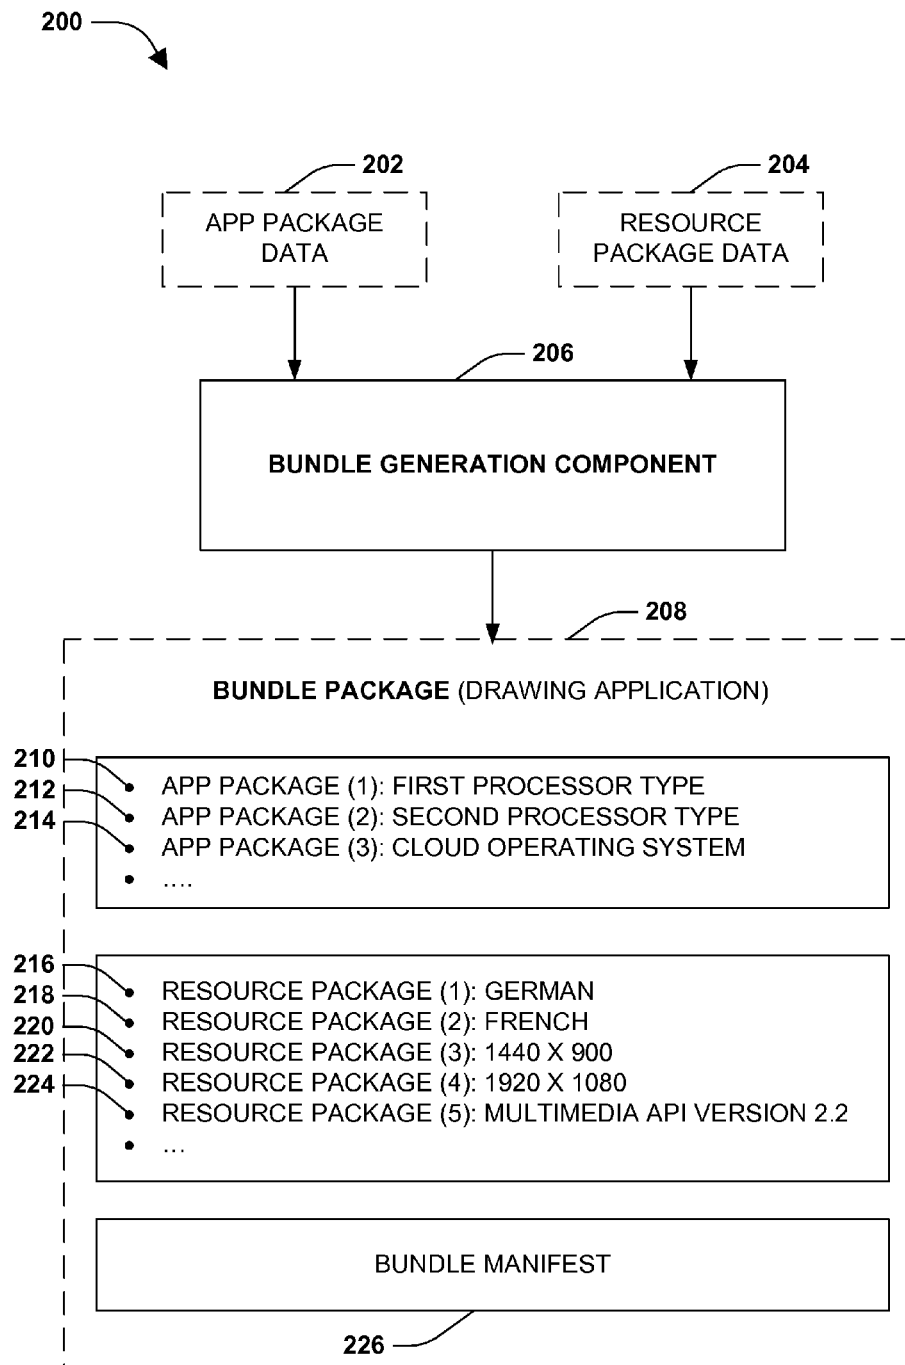 200
202
204
APP PACKAGE
DATA
RESOURCE
PACKAGE DATA
206
BUNDLE GENERATION COMPONENT
208
BUNDLE PACKAGE (DRAWING APPLICATION)
210
• APP PACKAGE (1): FIRST PROCESSOR TYPE
212
• APP PACKAGE (2): SECOND PROCESSOR TYPE
214
• APP PACKAGE (3): CLOUD OPERATING SYSTEM
• ....
216
• RESOURCE PACKAGE (1): GERMAN
218
• RESOURCE PACKAGE (2): FRENCH
220
• RESOURCE PACKAGE (3): 1440 X 900
222
• RESOURCE PACKAGE (4): 1920 X 1080
224
• RESOURCE PACKAGE (5): MULTIMEDIA API VERSION 2.2
• ...
BUNDLE MANIFEST
226